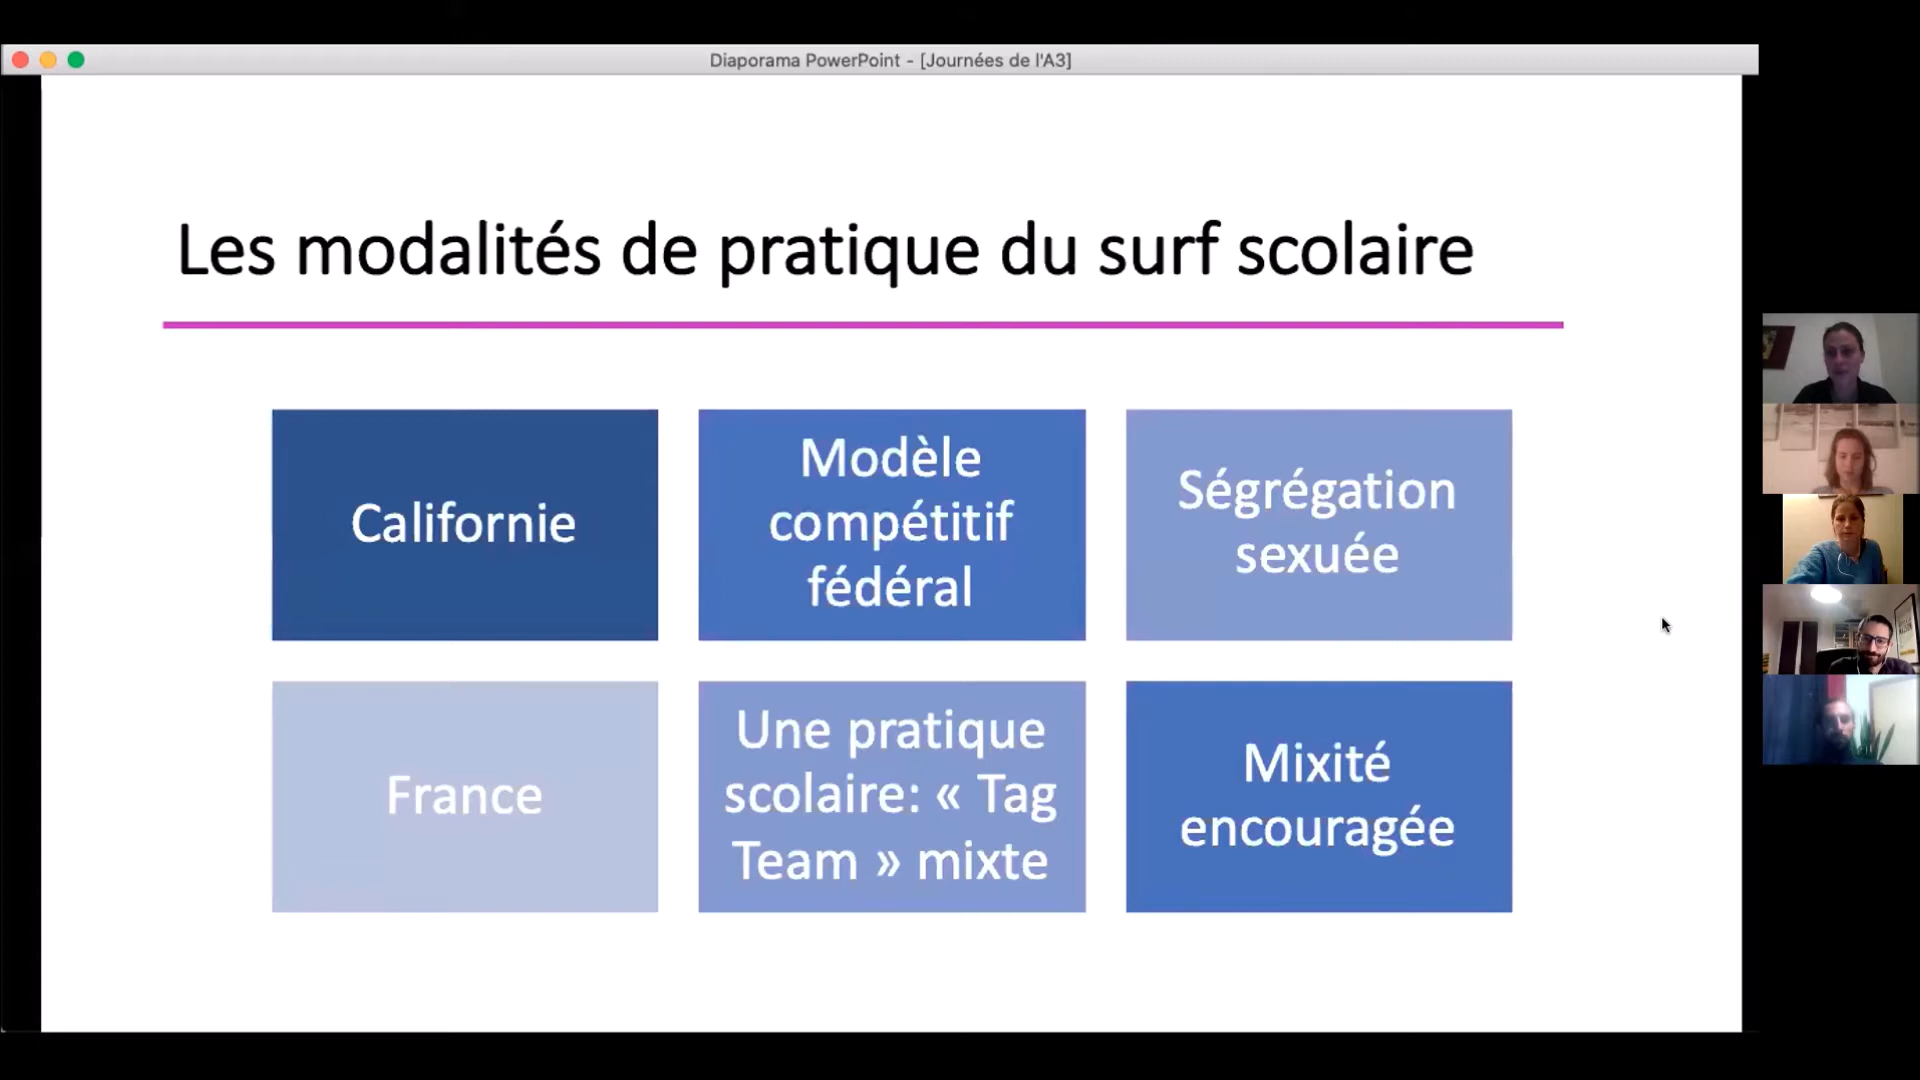 Diaporama PowerPoint - [Journées de l'A3]
Les modalités de pratique du surf scolaire
Californie
Modèle
compétitif
fédéral
Ségrégation
sexuée
France
Une pratique
scolaire: « Tag
Team » mixte
Mixité
encouragée